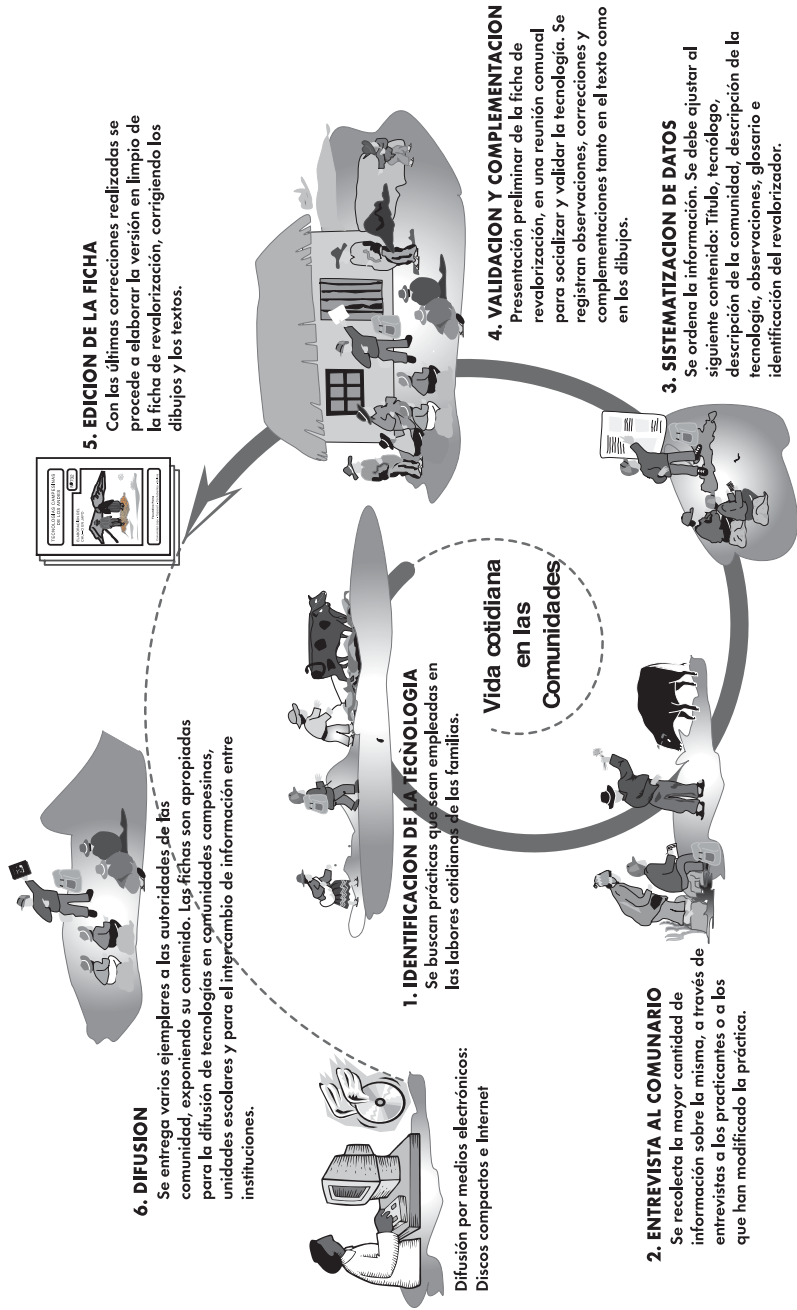 Vida cotidiana
en las
Comunidades
1. IDENTIFICACION DE LA TECNOLOGIA
Se buscan prácticas que sean empleadas en
las labores cotidianas de las familias.
2. ENTREVISTA AL COMUNARIO
Se recolecta la mayor cantidad de
información sobre la misma, a través de
entrevistas a los practicantes o a los
que han modificado la práctica.
3. SISTEMATIZACION DE DATOS
Se ordena la información. Se debe ajustar al
siguiente contenido: Título, tecnólogo,
descripción de la comunidad, descripción de la
tecnología, observaciones, glosario e
identificación del revalorizador.
4. VALIDACION Y COMPLEMENTACION
Presentación preliminar de la ficha de
revalorización, en una reunión comunal
para socializar y validar la tecnología. Se
registran observaciones, correcciones y
complementaciones tanto en el texto como
en los dibujos.
5. EDICION DE LA FICHA
Con las últimas correcciones realizadas se
procede a elaborar la versión en limpio de
la ficha de revalorización, corrigiendo los
dibujos y los textos.
TECNOLOGIAS CAMPESINAS
DE LOS ANDES
6. DIFUSION
Se entrega varios ejemplares a las autoridades de las
comunidad, exponiendo su contenido. Las fichas son apropiadas
para la difusión de tecnologías en comunidades campesinas,
unidades escolares y para el intercambio de información entre
instituciones.
Difusión por medios electrónicos:
Discos compactos e Internet